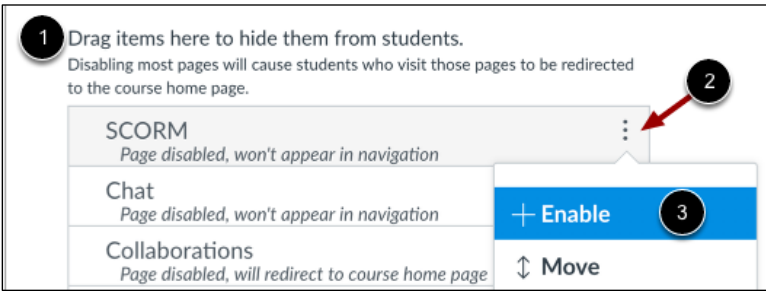 1 Drag items here to hide them from students.
Disabling most pages will cause students who visit those pages to be redirected
to the course home page.
2
SCORM
Page disabled, won't appear in navigation
Chat
Page disabled, won't appear in navigation
+ Enable 3
Collaborations
Page disabled, will redirect to course home page
Move